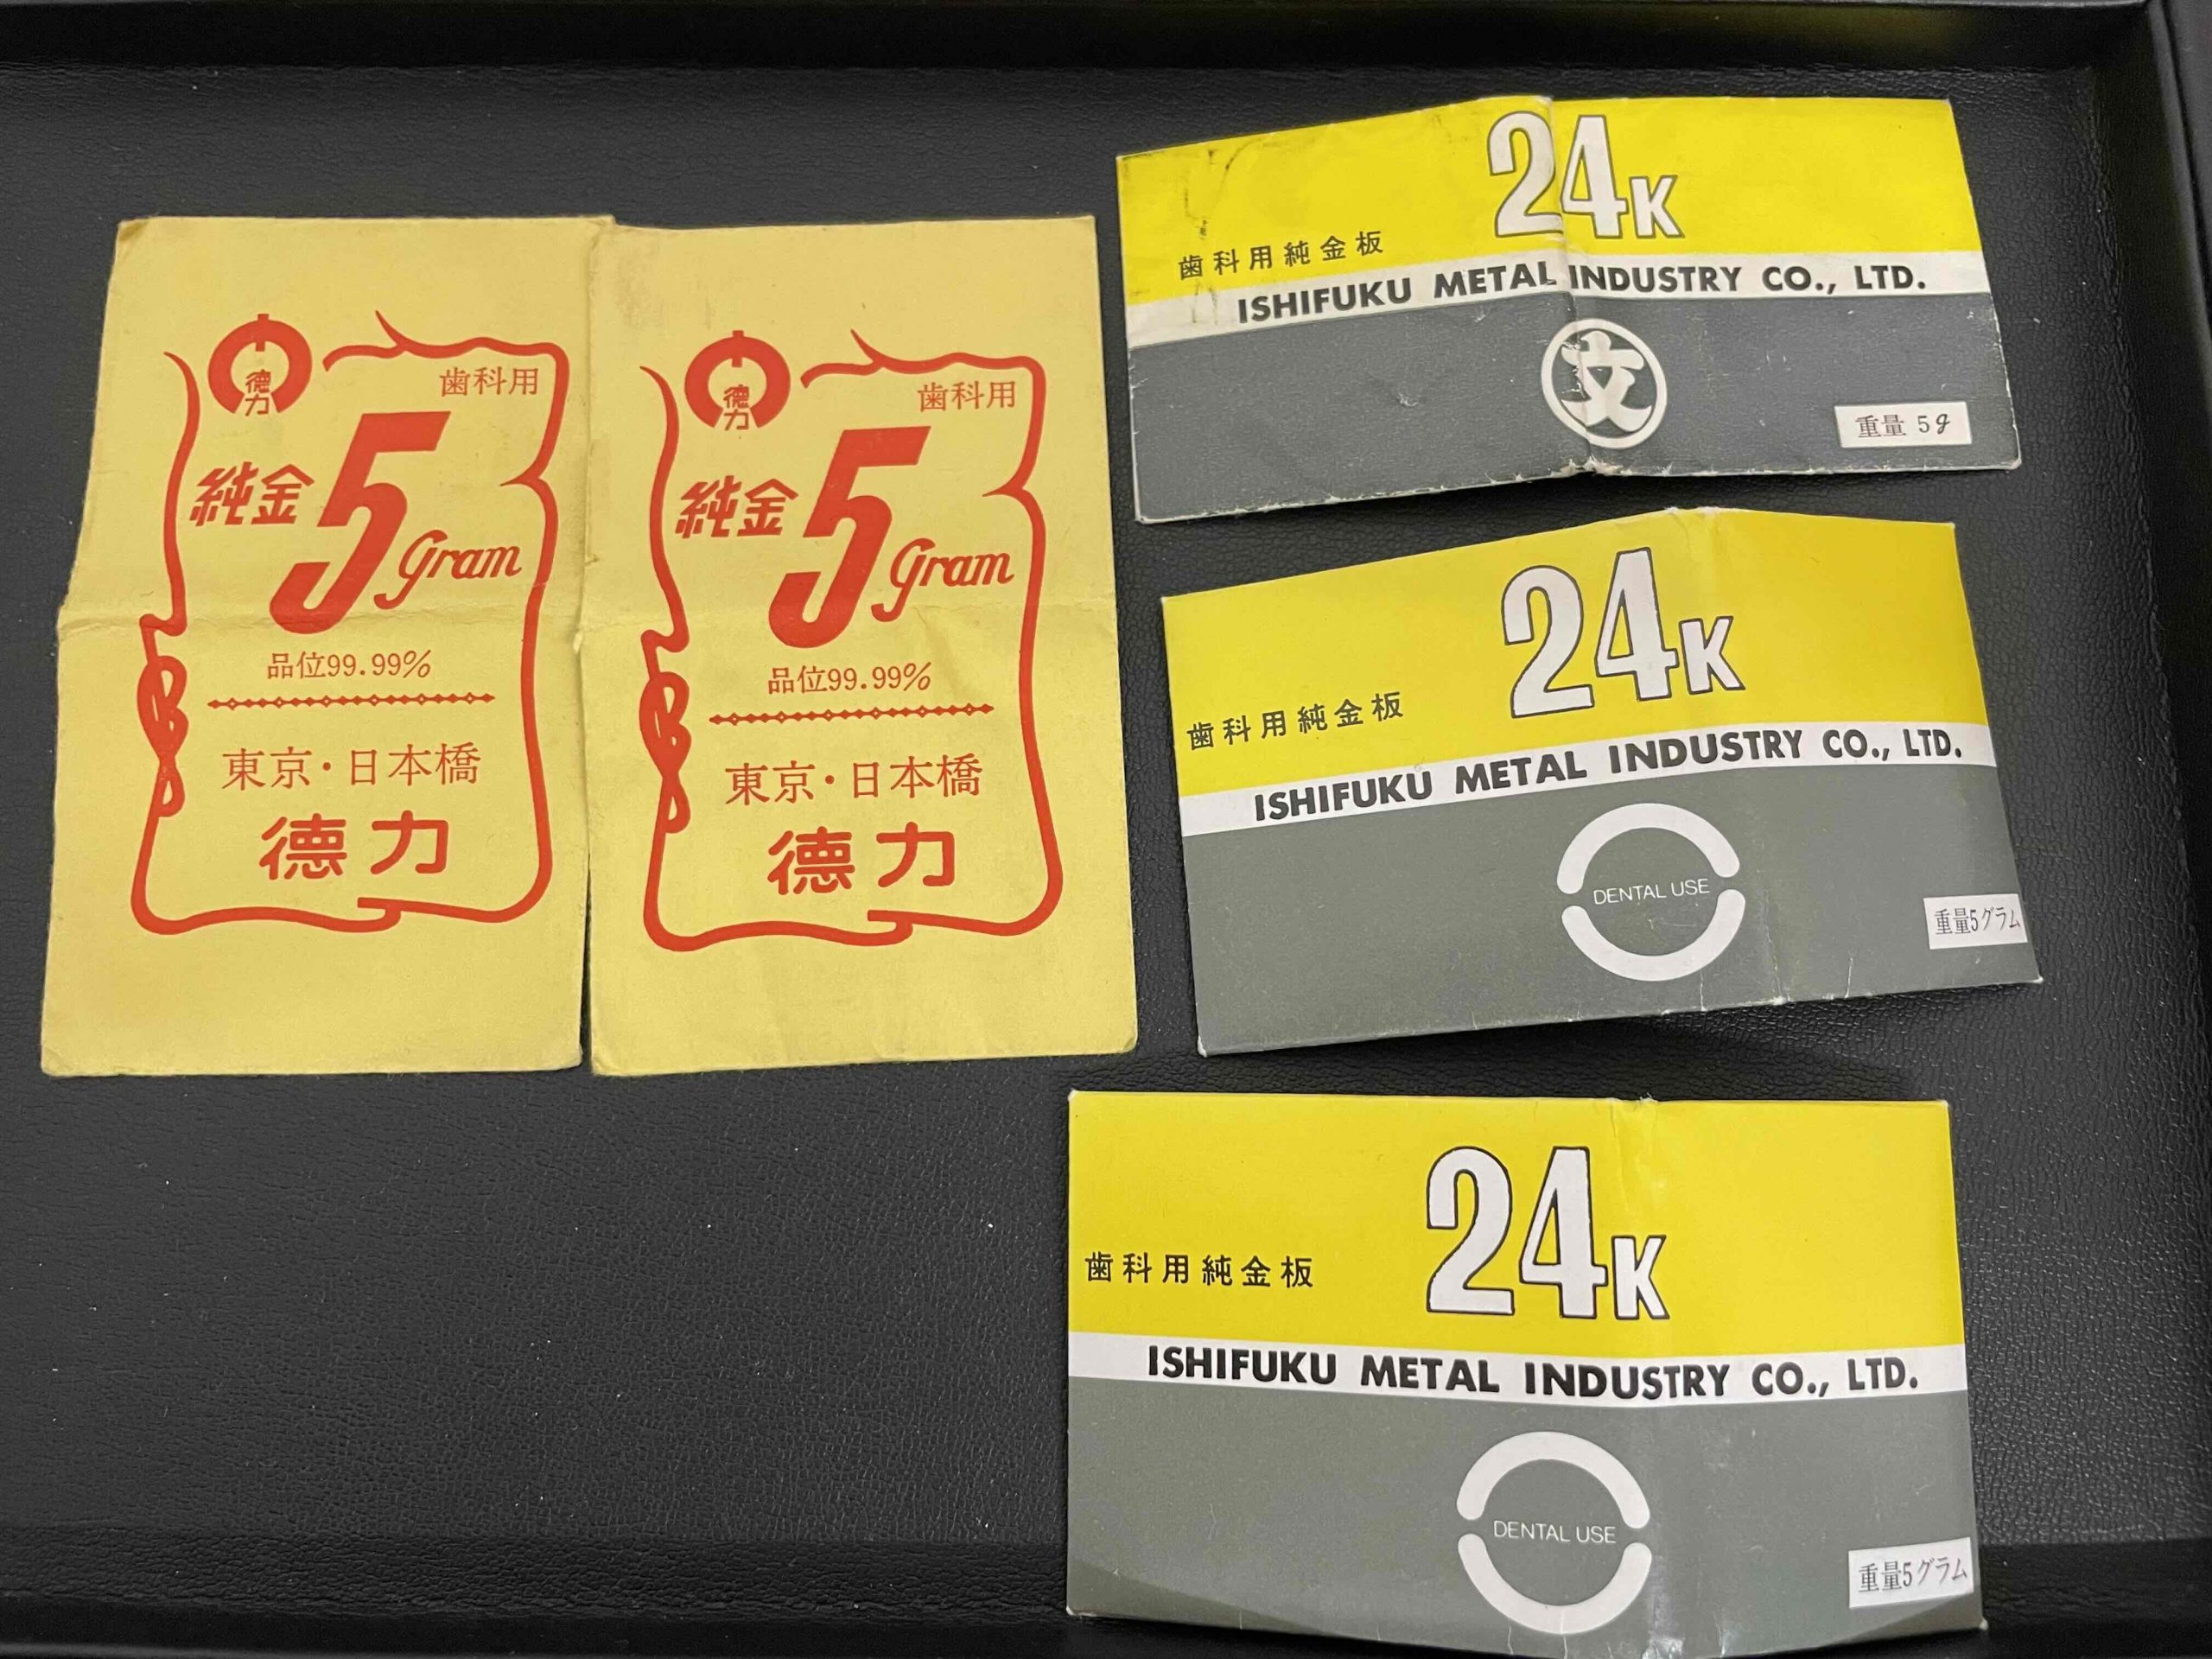 德力
歯科用
純金 5 gram
品位99.99%
東京・日本橋
徳力
德力
歯科用
純金 5 gram
品位99.99%
東京・日本橋
徳力
24K
歯科用純金板
ISHIFUKU METAL INDUSTRY CO., LTD.
文
重量 5g
24K
歯科用純金板
ISHIFUKU METAL INDUSTRY CO., LTD.
DENTAL USE
重量5グラム
24K
歯科用純金板
ISHIFUKU METAL INDUSTRY CO., LTD.
DENTAL USE
重量5グラム